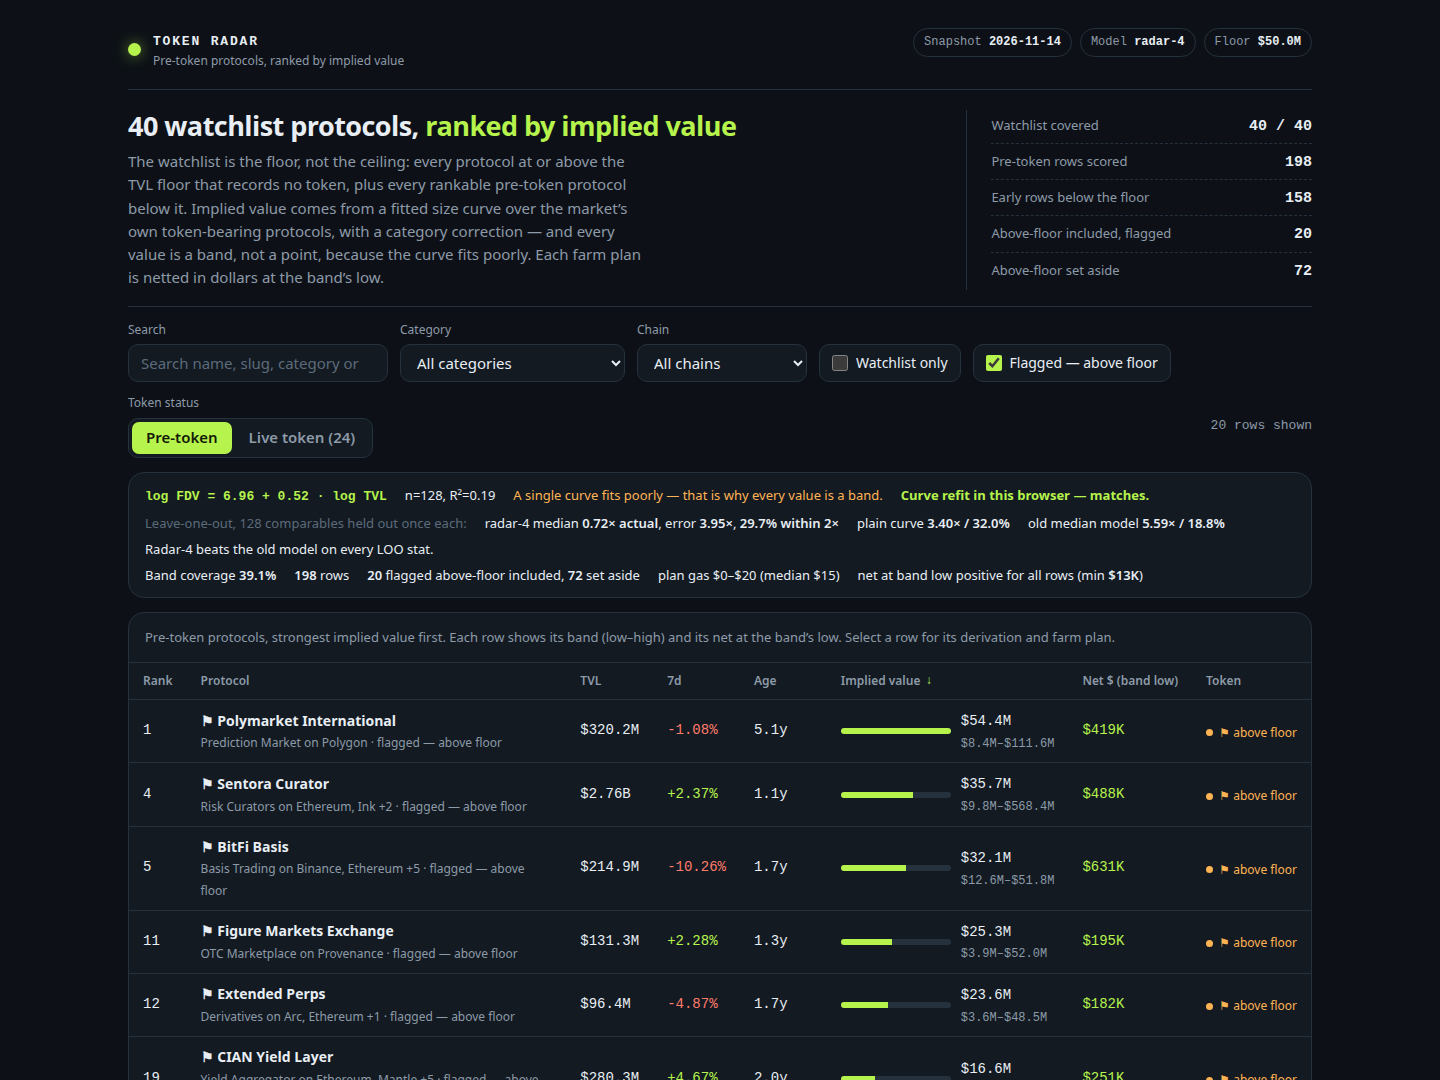 TOKEN RADAR
Pre-token protocols, ranked by implied value
Snapshot 2026-11-14
Model radar-4
Floor $50.0M
40 watchlist protocols, ranked by implied value
The watchlist is the floor, not the ceiling: every protocol at or above the
TVL floor that records no token, plus every rankable pre-token protocol
below it. Implied value comes from a fitted size curve over the market’s
own token-bearing protocols, with a category correction — and every
value is a band, not a point, because the curve fits poorly. Each farm plan
is netted in dollars at the band’s low.
Watchlist covered 40 / 40
Pre-token rows scored 198
Early rows below the floor 158
Above-floor included, flagged 20
Above-floor set aside 72
Search
Category
Chain
Search name, slug, category or
All categories
All chains
Watchlist only
Flagged — above floor
Token status
Pre-token
Live token (24)
20 rows shown
log FDV = 6.96 + 0.52 · log TVL n=128, R²=0.19 A single curve fits poorly — that is why every value is a band. Curve refit in this browser — matches.
Leave-one-out, 128 comparables held out once each: radar-4 median 0.72× actual, error 3.95×, 29.7% within 2× plain curve 3.40× / 32.0% old median model 5.59× / 18.8%
Radar-4 beats the old model on every LOO stat.
Band coverage 39.1% 198 rows 20 flagged above-floor included, 72 set aside plan gas $0–$20 (median $15) net at band low positive for all rows (min $13K)
Pre-token protocols, strongest implied value first. Each row shows its band (low–high) and its net at the band’s low. Select a row for its derivation and farm plan.
Rank Protocol TVL 7d Age Implied value ↓ Net $ (band low) Token
1 ⚑ Polymarket International $320.2M -1.08% 5.1y $54.4M $419K ⚑ above floor
Prediction Market on Polygon · flagged — above floor $8.4M–$111.6M
4 ⚑ Sentora Curator $2.76B +2.37% 1.1y $35.7M $488K ⚑ above floor
Risk Curators on Ethereum, Ink +2 · flagged — above floor $9.8M–$568.4M
5 ⚑ BitFi Basis $214.9M -10.26% 1.7y $32.1M $631K ⚑ above floor
Basis Trading on Binance, Ethereum +5 · flagged — above $12.6M–$51.8M
floor
11 ⚑ Figure Markets Exchange $131.3M +2.28% 1.3y $25.3M $195K ⚑ above floor
OTC Marketplace on Provenance · flagged — above floor $3.9M–$52.0M
12 ⚑ Extended Perps $96.4M -4.87% 1.7y $23.6M $182K ⚑ above floor
Derivatives on Arc, Ethereum +1 · flagged — above floor $3.6M–$48.5M
19 ⚑ CIAN Yield Layer $280.3M +4.67% 2.0y $16.6M $251K ⚑ above floor
Yield Aggregator on Ethereum, Mantle +5 · flagged — above